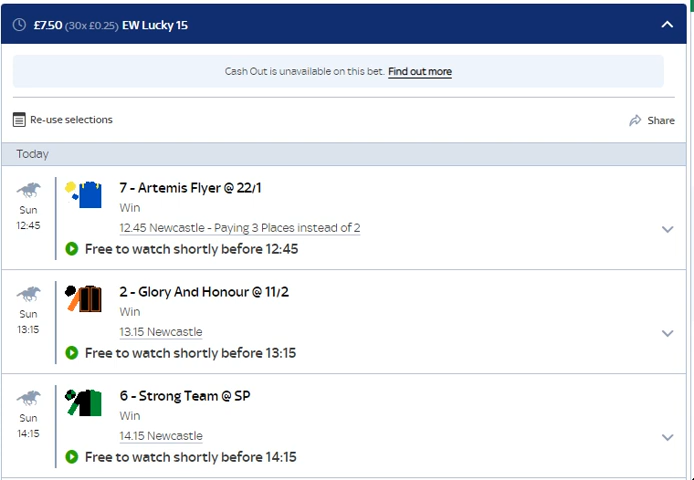 £7.50 (30x £0.25) EW Lucky 15
Cash Out is unavailable on this bet. Find out more
Re-use selections
Share
Today
7 - Artemis Flyer @ 22/1
Win
Sun
12:45
12.45 Newcastle - Paying 3 Places instead of 2
Free to watch shortly before 12:45
2 - Glory And Honour @ 11/2
Win
Sun
13:15
13.15 Newcastle
Free to watch shortly before 13:15
6 - Strong Team @ SP
Win
Sun
14:15
14.15 Newcastle
Free to watch shortly before 14:15